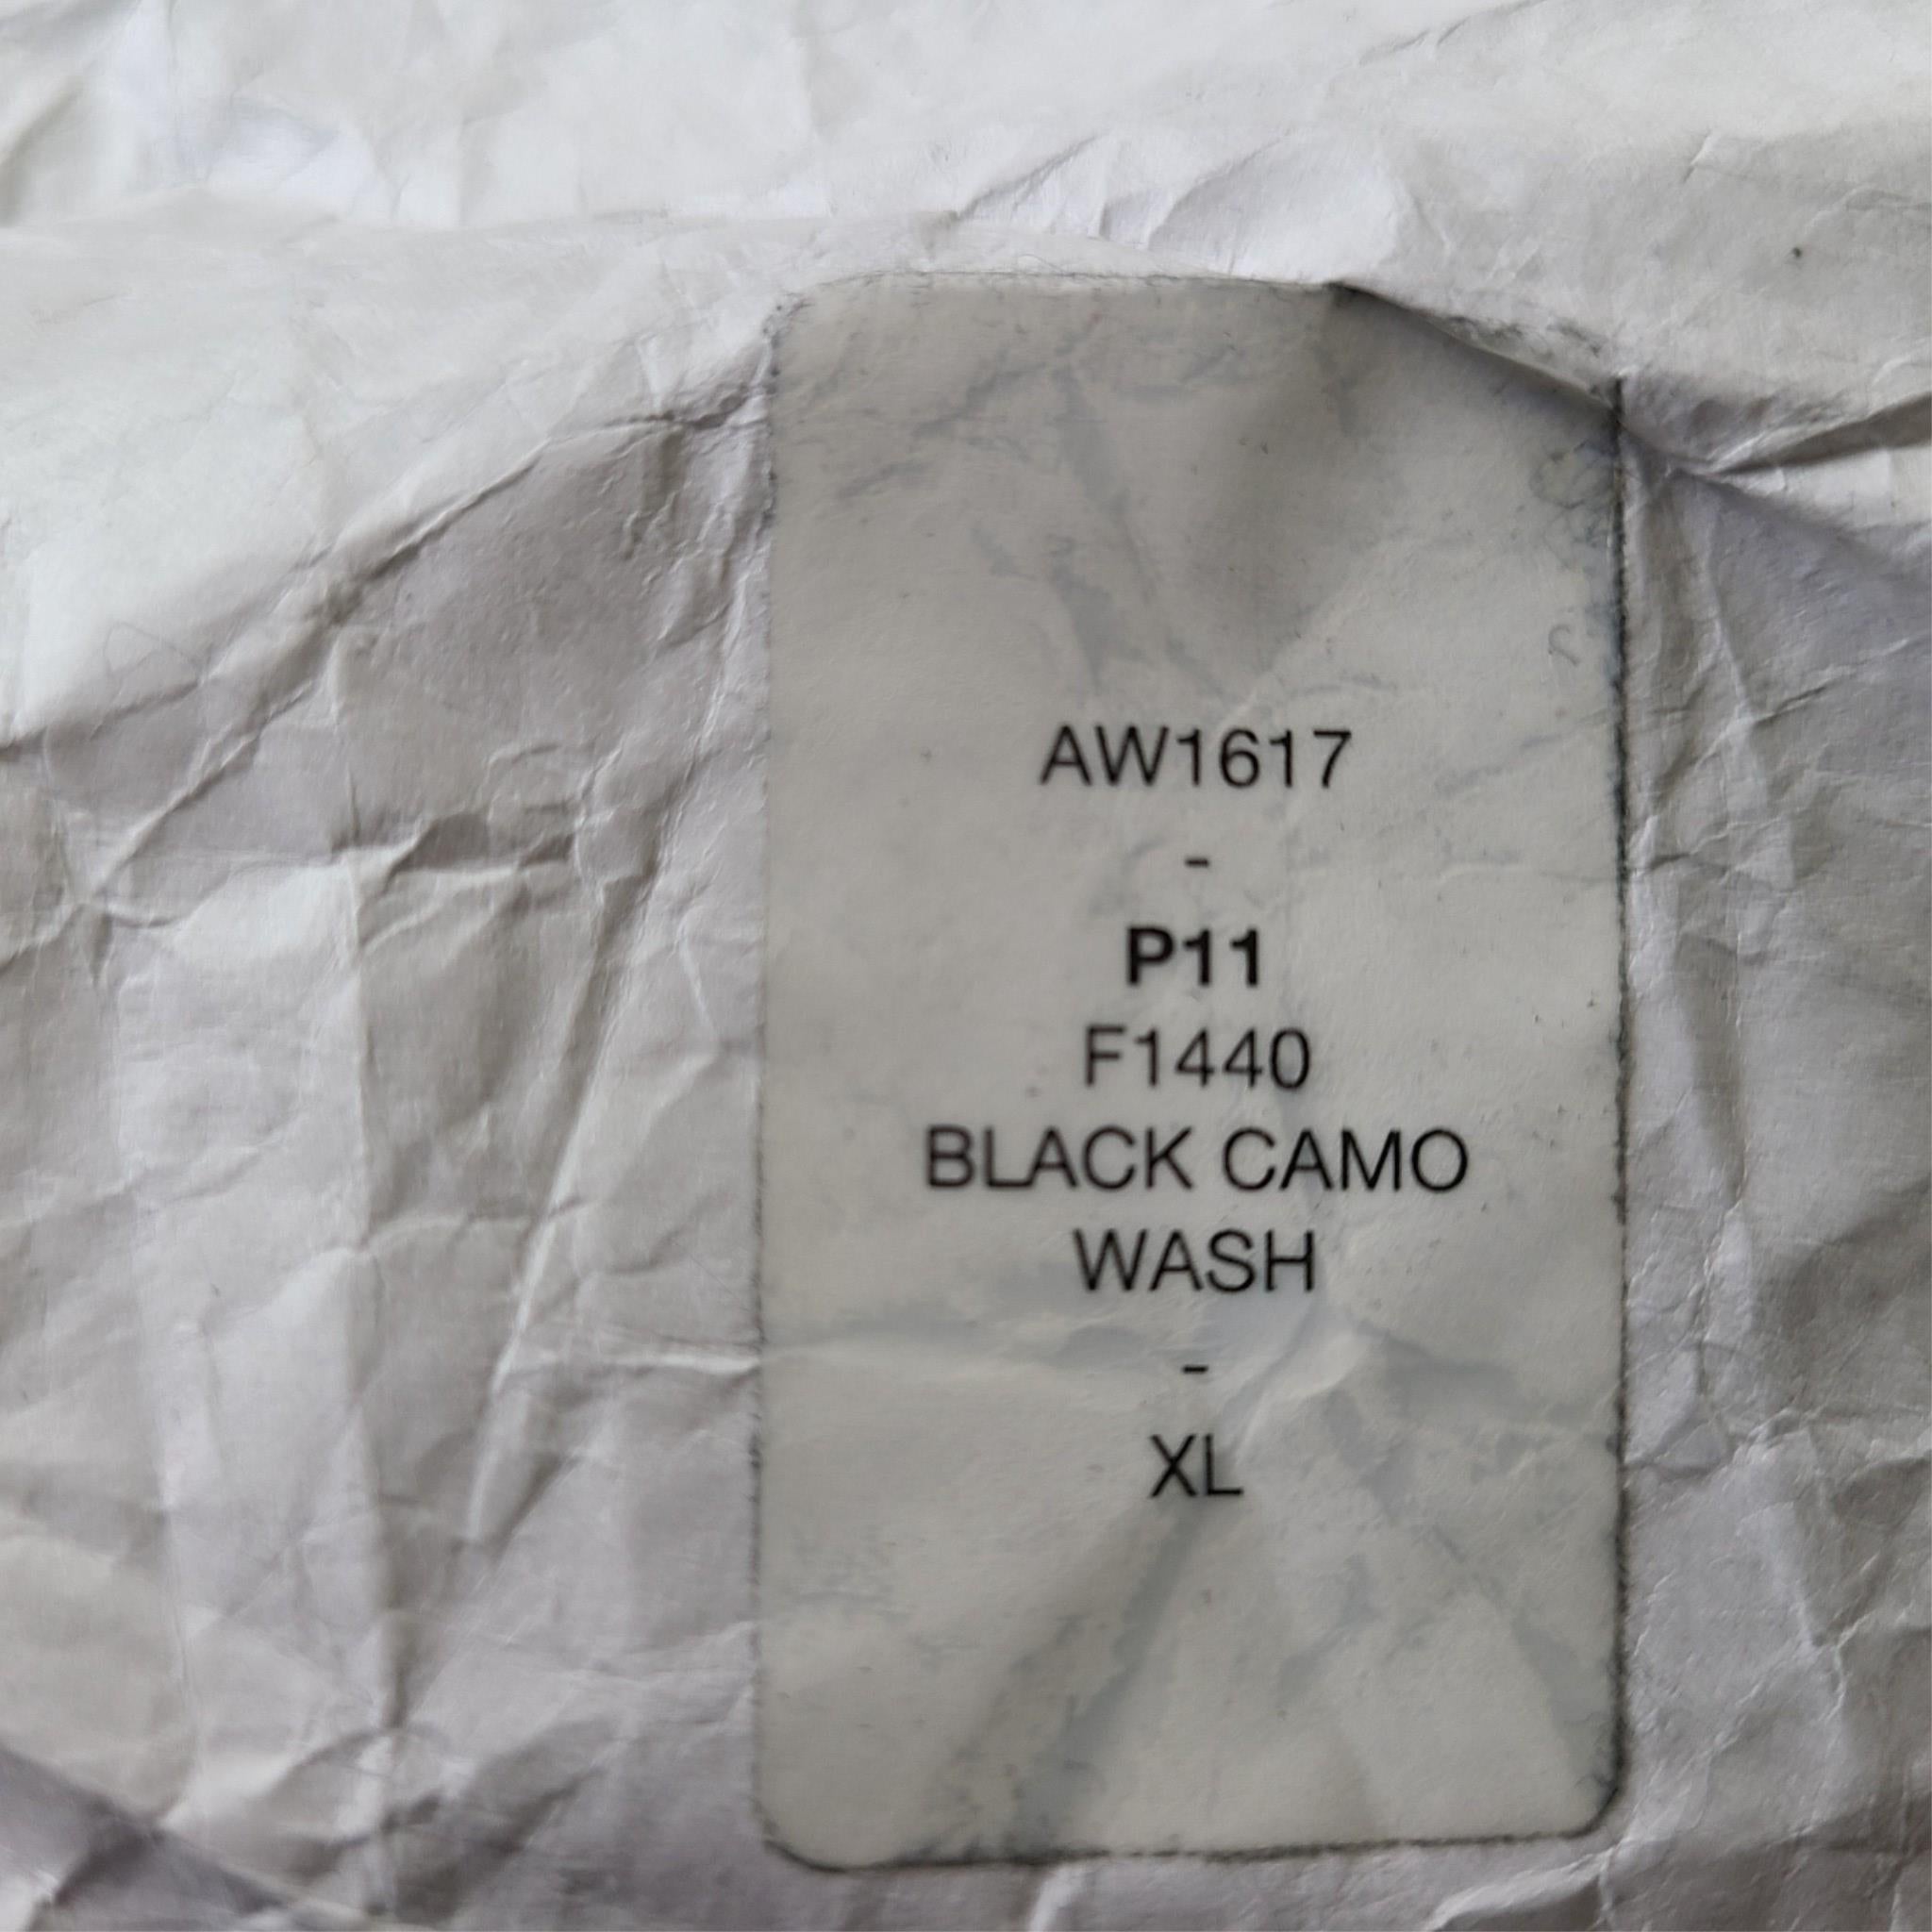 AW1617
-
P11
F1440
BLACK CAMO
WASH
-
XL